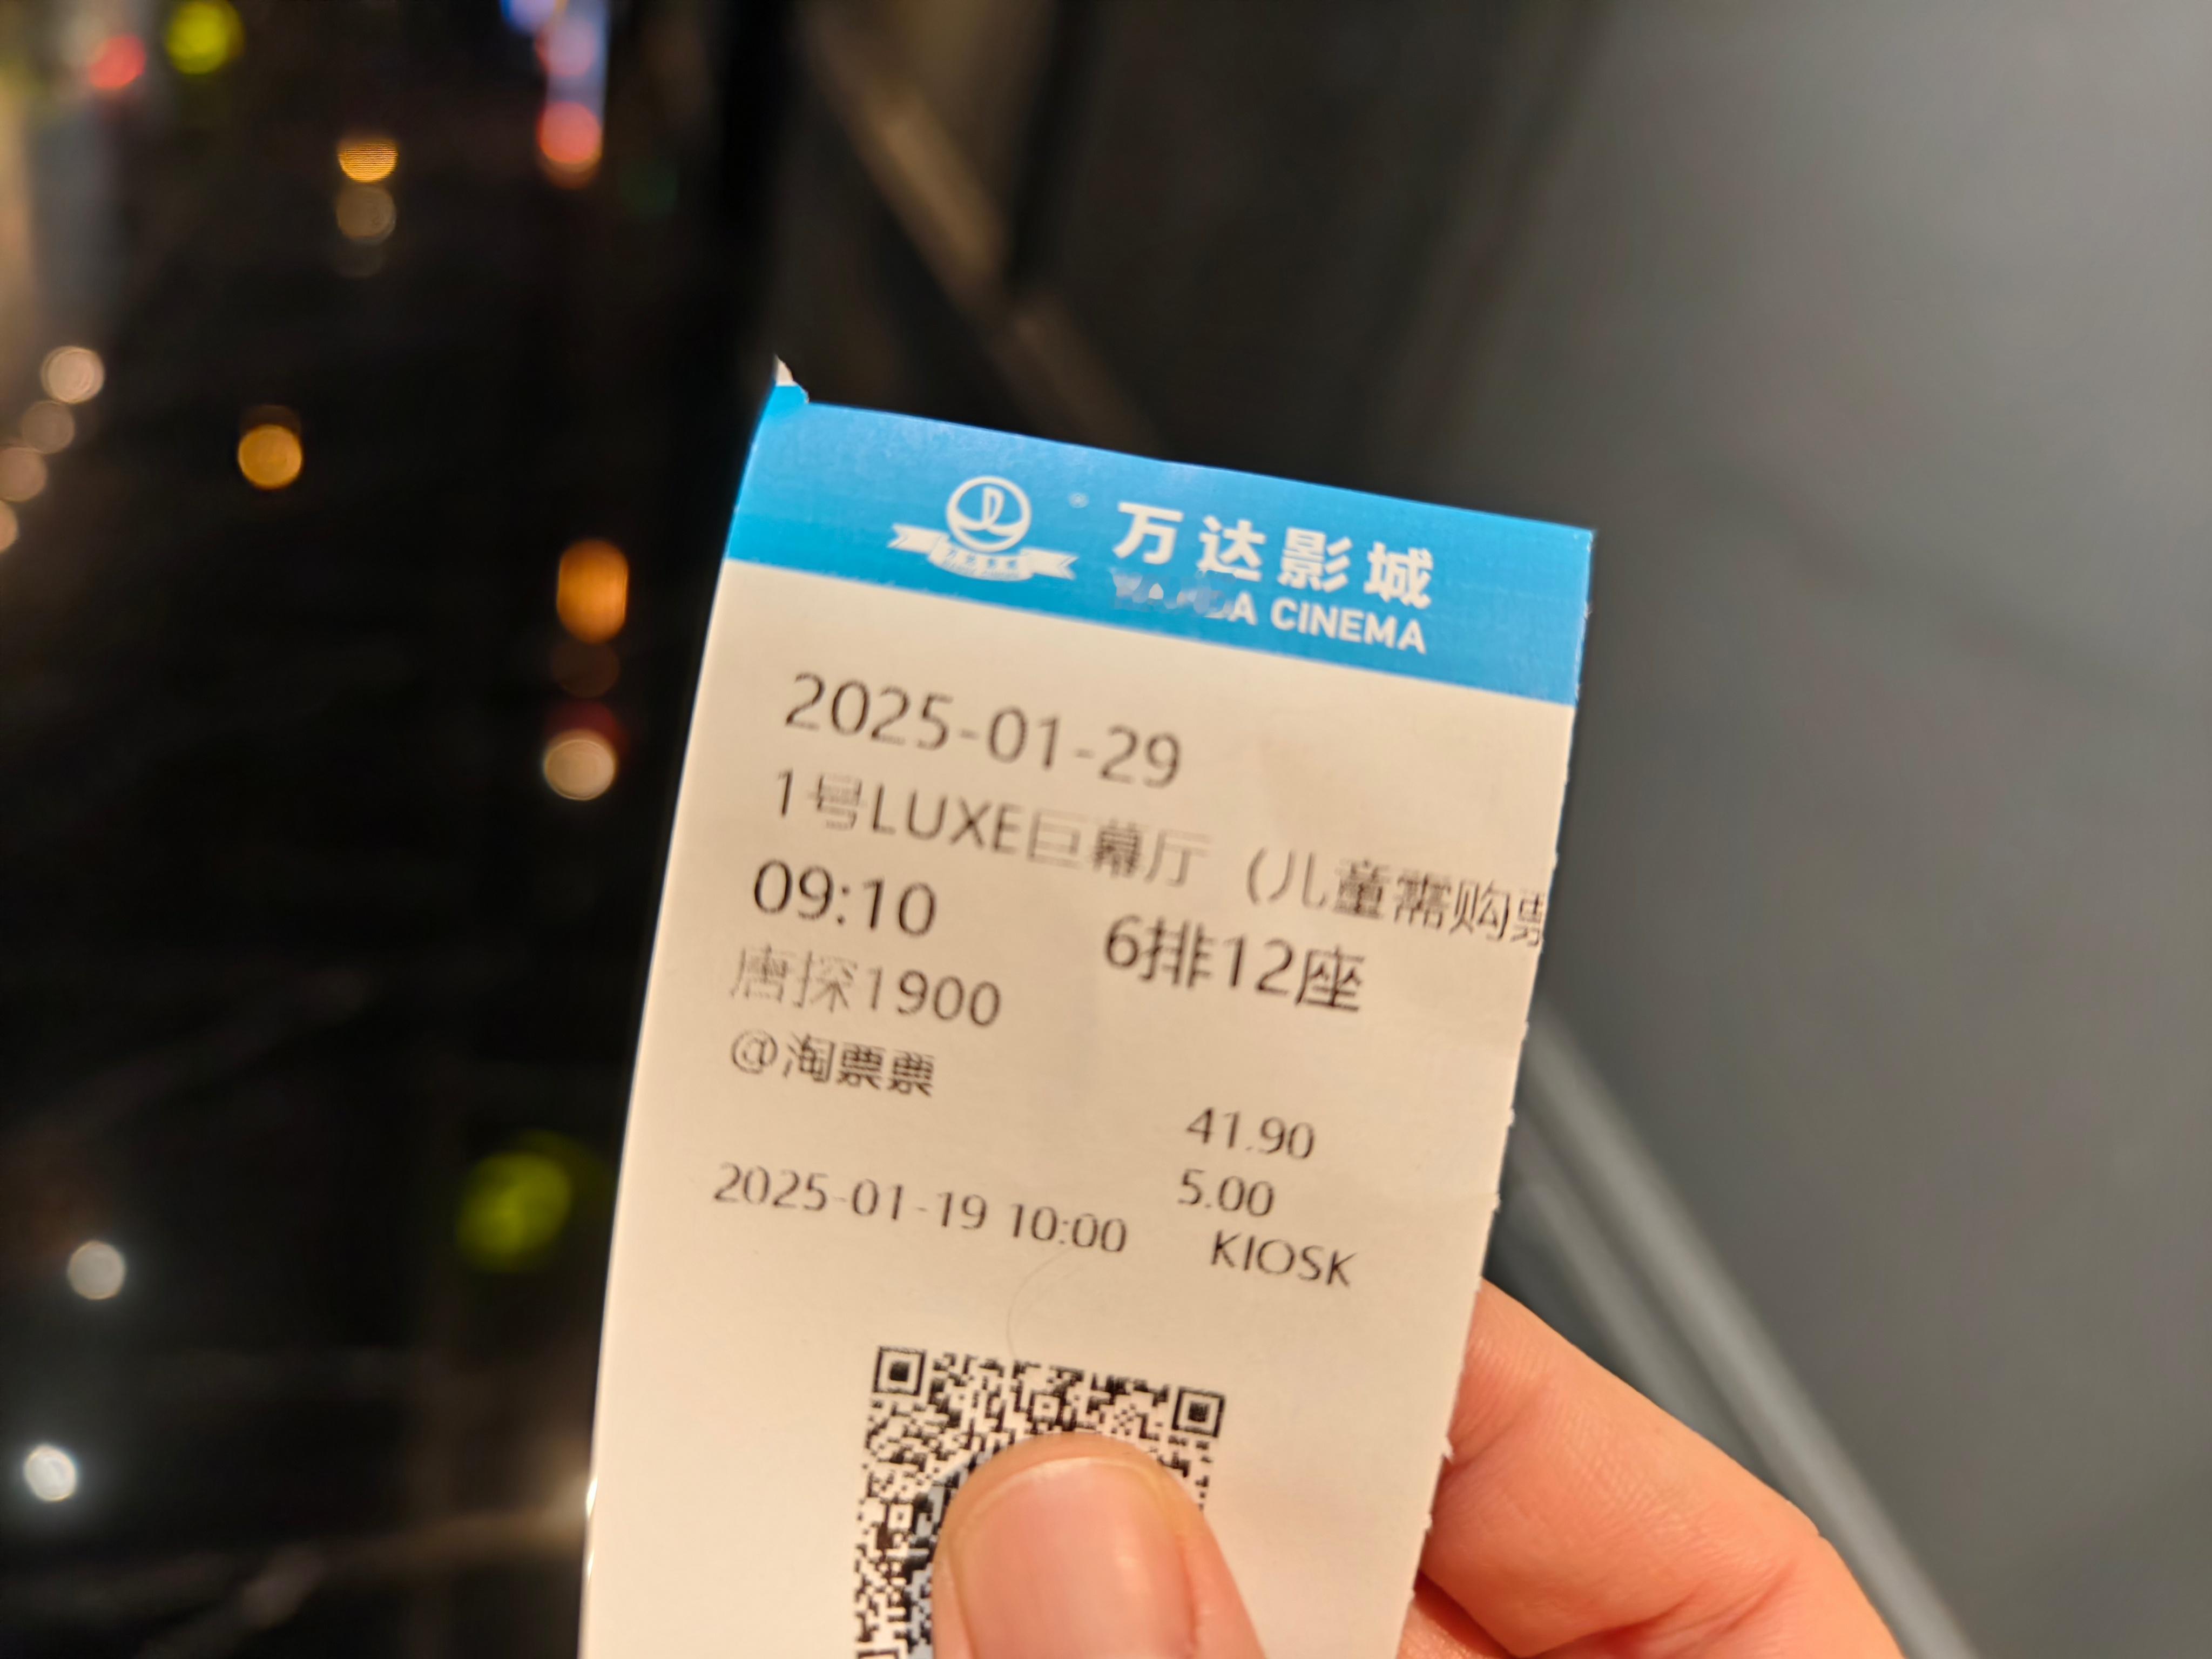 万达影城
CINEMA
2025-01-29
1号LUXE巨幕厅 (儿童需购票
09:10 6排12座
唐探1900
@淘票票
41.90
5.00
2025-01-19 10:00 KIOSK